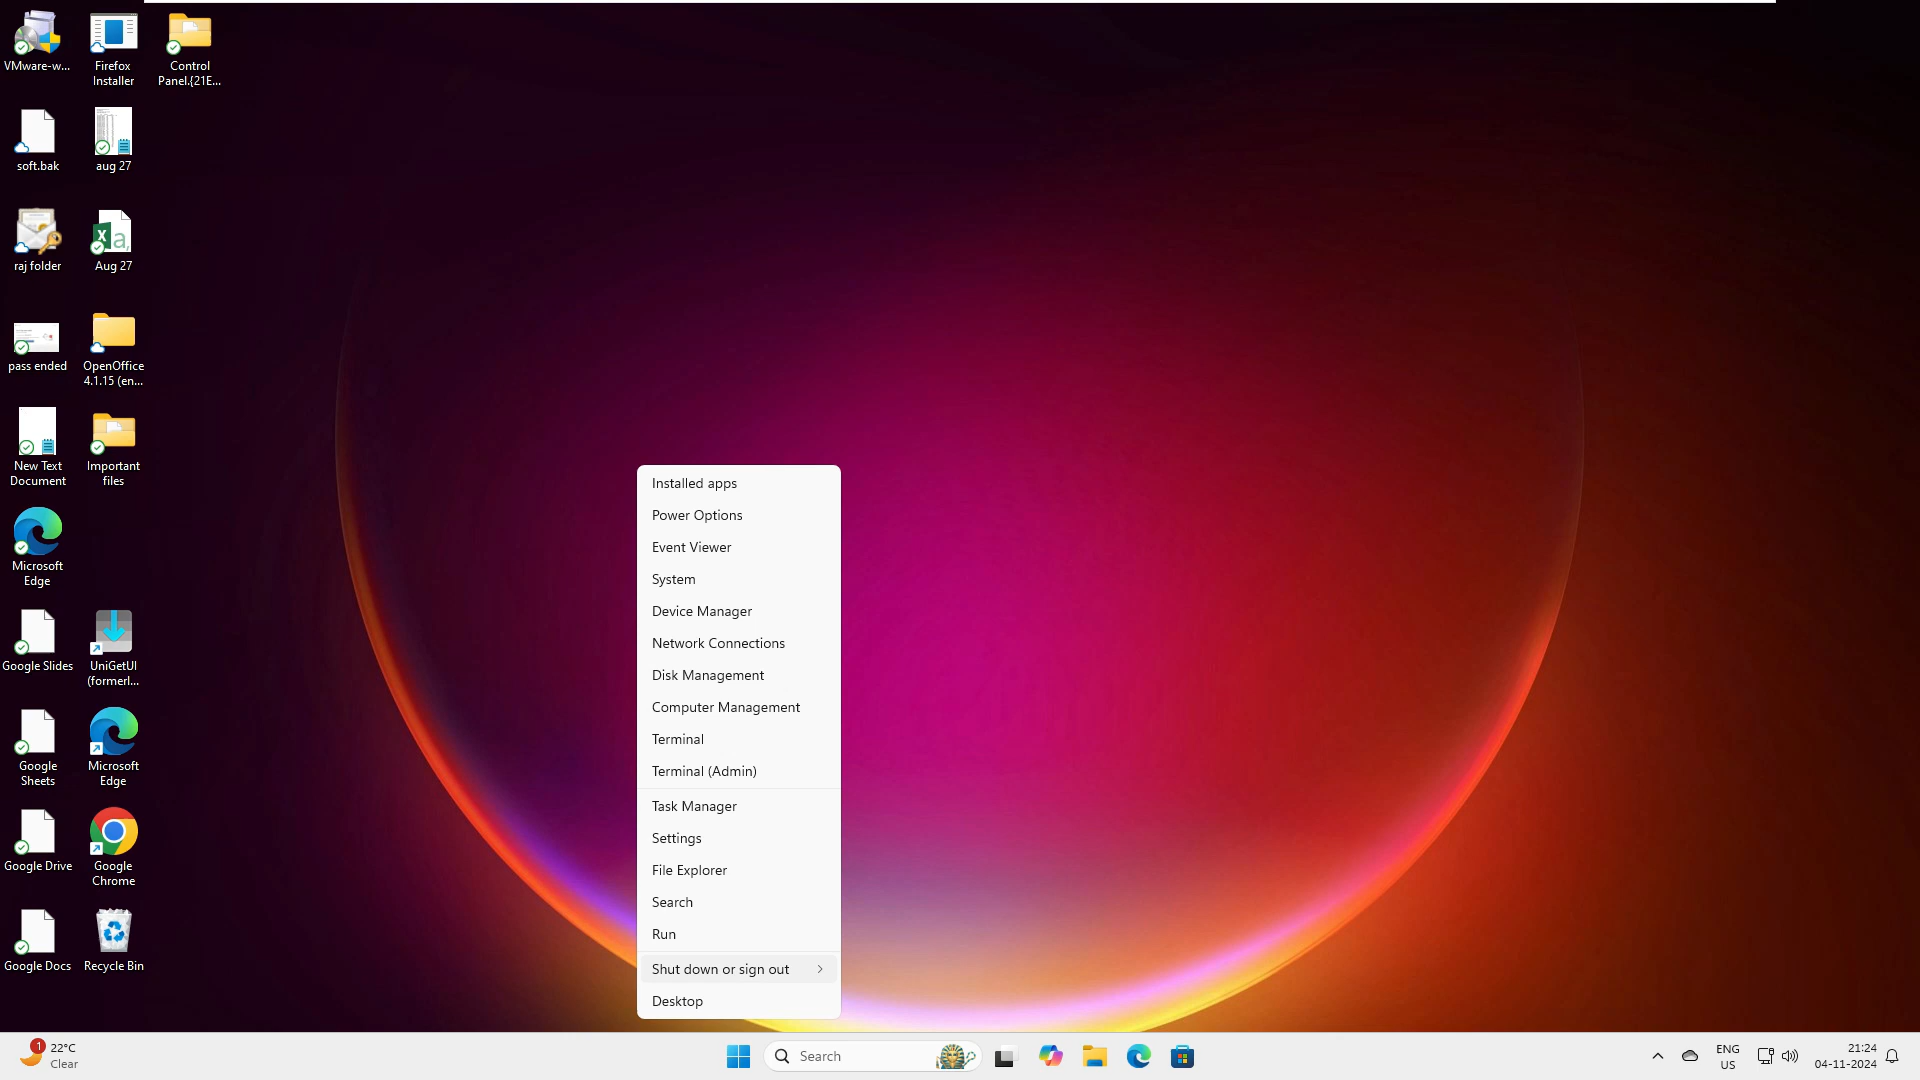 VMware-w...
Firefox
Installer
Control
Panel.{21E...
soft.bak
aug 27
raj folder
Aug 27
pass ended
OpenOffice
4.1.15 (en...
New Text
Document
Important
files
Microsoft
Edge
Google Slides
UniGetUI
(formerl...
Google
Sheets
Microsoft
Edge
Google Drive
Google
Chrome
Google Docs
Recycle Bin
Installed apps
Power Options
Event Viewer
System
Device Manager
Network Connections
Disk Management
Computer Management
Terminal
Terminal (Admin)
Task Manager
Settings
File Explorer
Search
Run
Shut down or sign out
Desktop
1
22°C
Clear
Search
ENG
US
21:24
04-11-2024